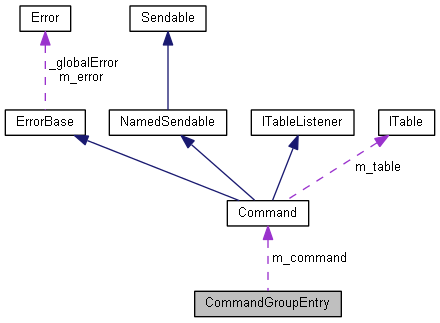 Error
Sendable
_globalError
m_error
ErrorBase
NamedSendable
ITableListener
ITable
m_table
Command
m_command
CommandGroupEntry